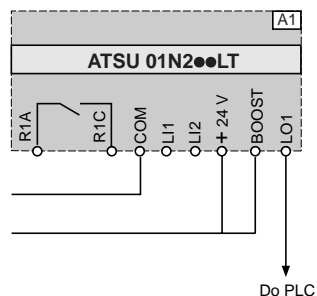 A1
ATSU 01N2●●LT
R1A
R1C
COM
LI1
LI2
+ 24 V
BOOST
LO1
Do PLC